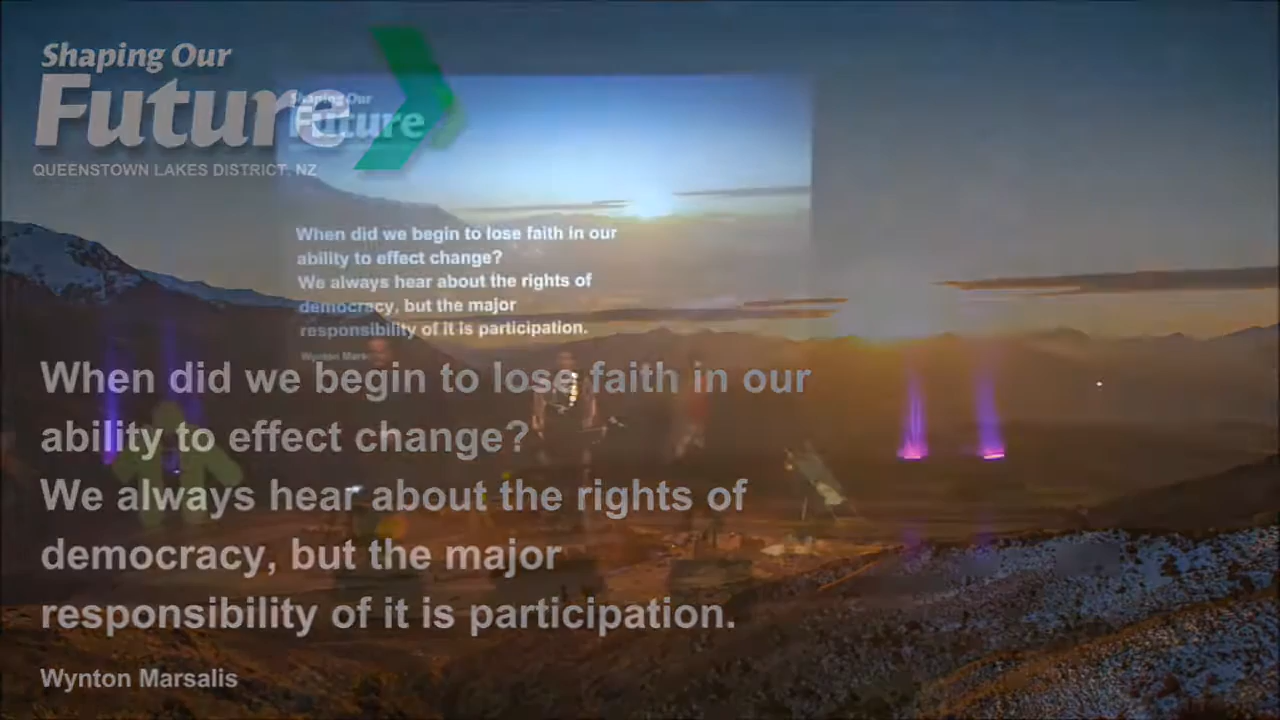 Shaping Our
Future
QUEENSTOWN LAKES DISTRICT, NZ
Shaping Our
Future
When did we begin to lose faith in our
ability to effect change?
We always hear about the rights of
democracy, but the major
responsibility of it is participation.
Wynton Mars
When did we begin to lose faith in our
ability to effect change?
We always hear about the rights of
democracy, but the major
responsibility of it is participation.
Wynton Marsalis